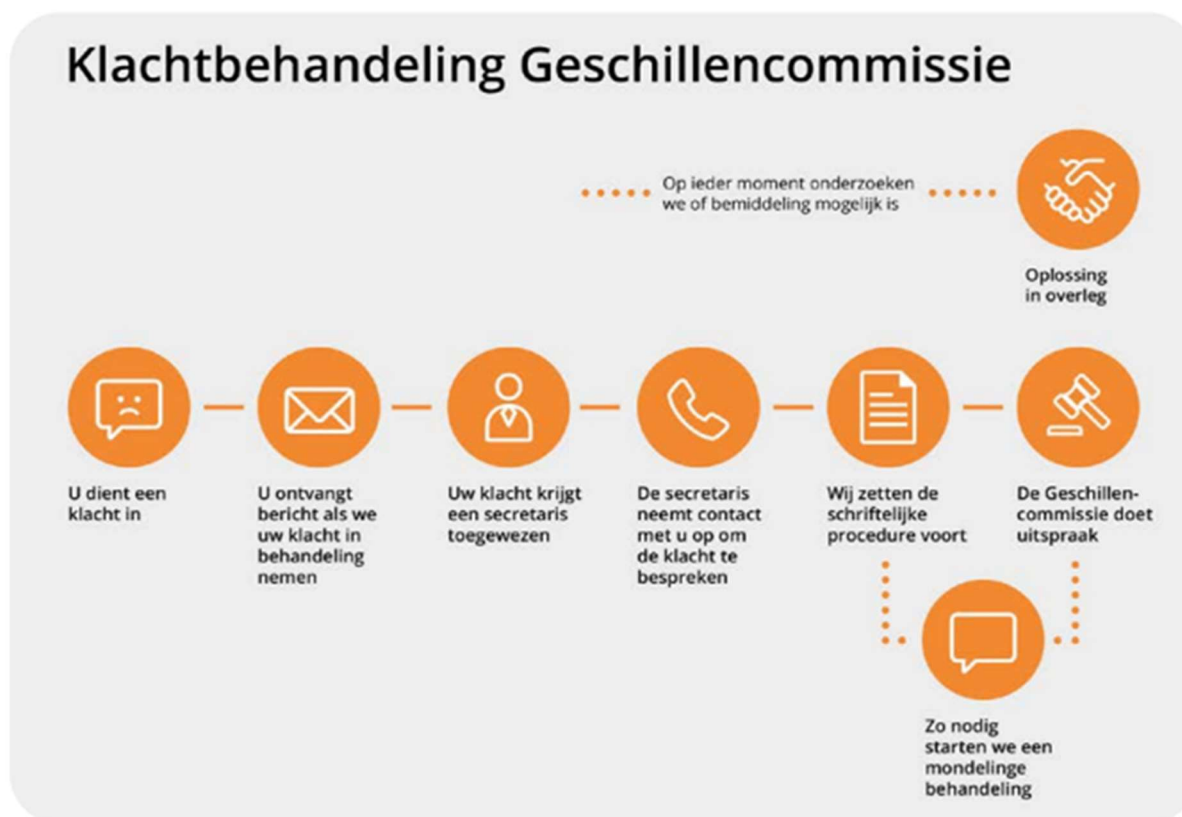 Klachtbehandeling Geschillencommissie
Op ieder moment onderzoeken
we of bemiddeling mogelijk is
Oplossing
in overleg
U dient een
klacht in
U ontvangt
bericht als we
uw klacht in
behandeling
nemen
Uw klacht krijgt
een secretaris
toegewezen
De secretaris
neemt contact
met u op om
de klacht te
bespreken
Wij zetten de
schriftelijke
procedure voort
De Geschillen-
commissie doet
uitspraak
Zo nodig
starten we een
mondelinge
behandeling